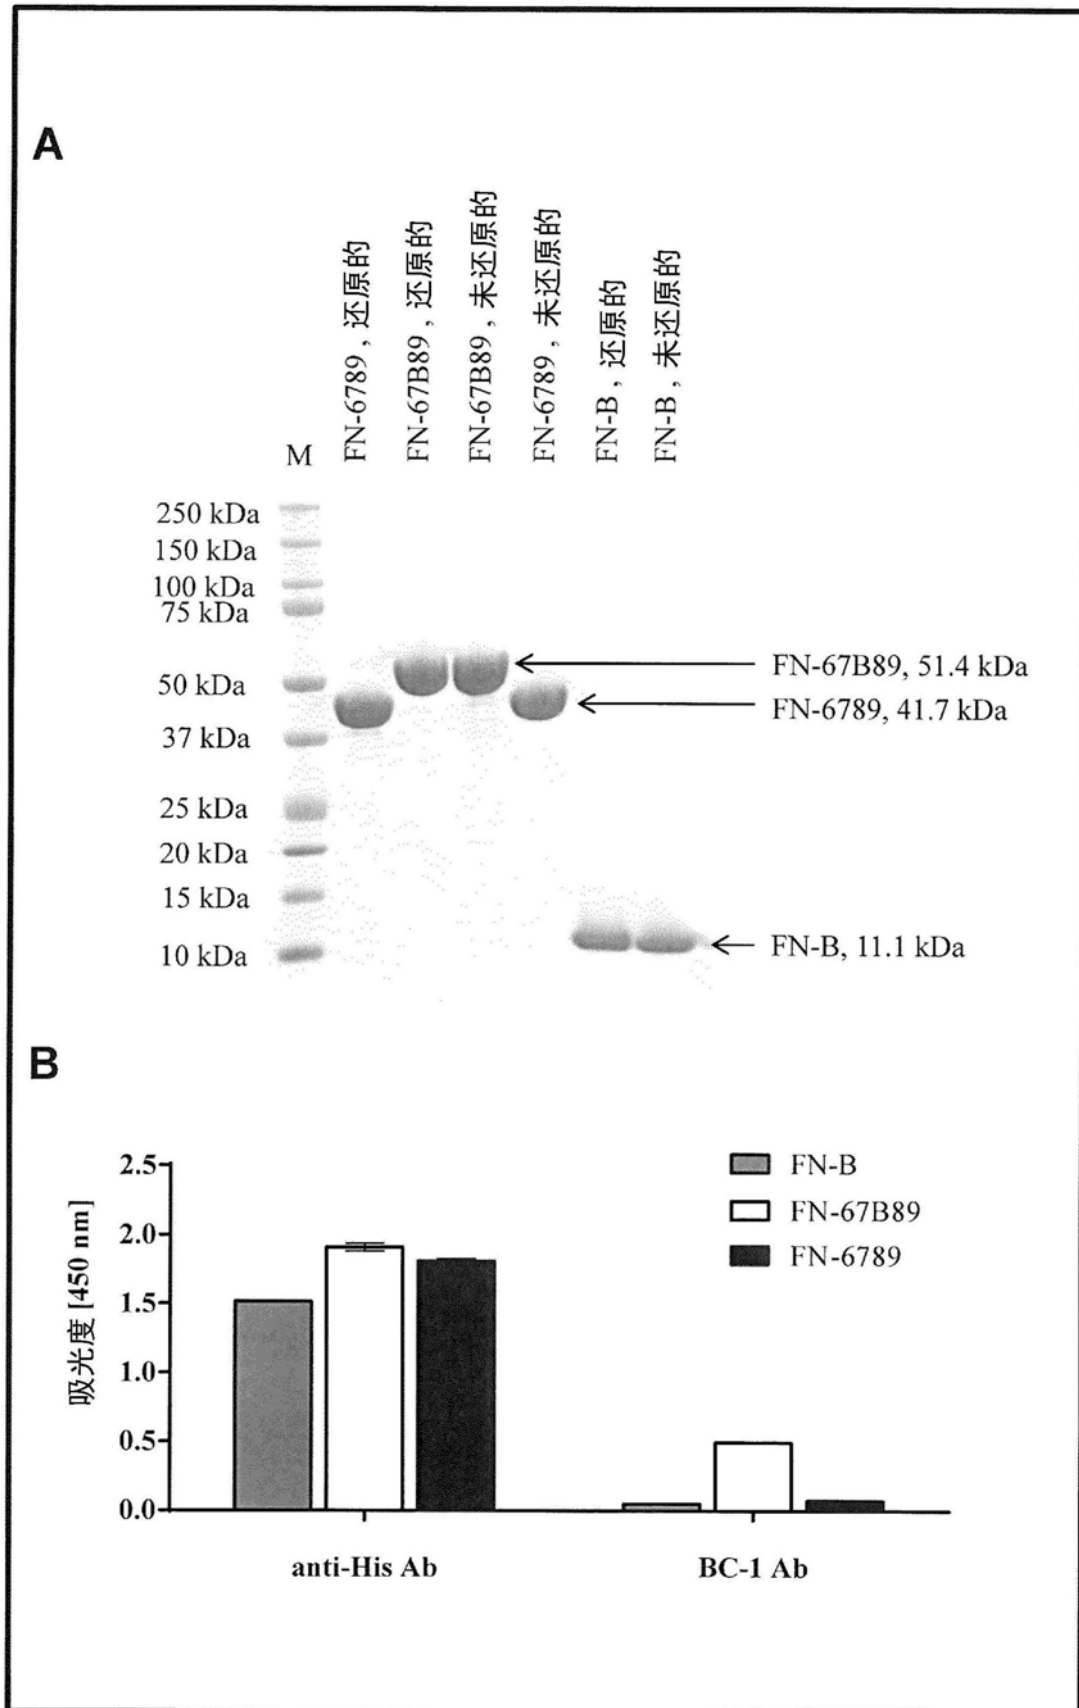 A
M
FN-6789，还原的
FN-67B89，还原的
FN-67B89，未还原的
FN-6789，未还原的
FN-B，还原的
FN-B，未还原的
250 kDa
150 kDa
100 kDa
75 kDa
50 kDa
37 kDa
25 kDa
20 kDa
15 kDa
10 kDa
FN-67B89, 51.4 kDa
FN-6789, 41.7 kDa
FN-B, 11.1 kDa
B
吸光度 [450 nm]
2.5
2.0
1.5
1.0
0.5
0.0
FN-B
FN-67B89
FN-6789
anti-His Ab
BC-1 Ab